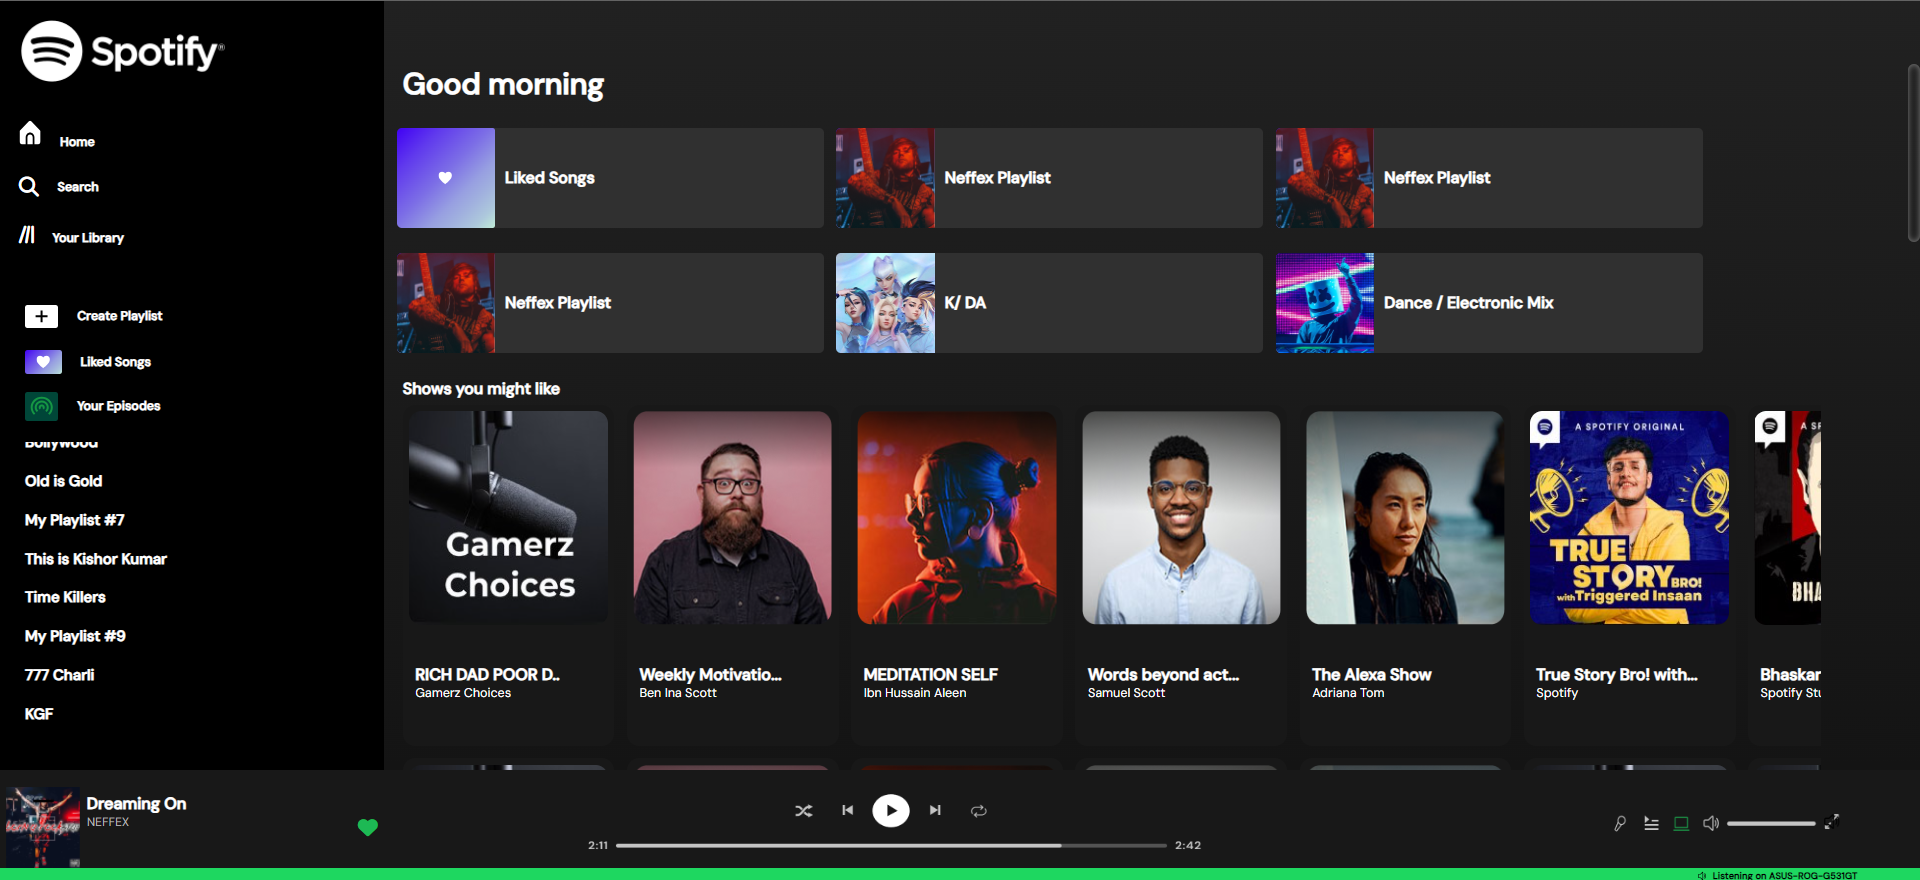 Spotify®
Home
Search
Your Library
Create Playlist
Liked Songs
Your Episodes
Bollywood
Old is Gold
My Playlist #7
This is Kishor Kumar
Time Killers
My Playlist #9
777 Charli
KGF
Good morning
Liked Songs
Neffex Playlist
Neffex Playlist
Neffex Playlist
K/ DA
Dance / Electronic Mix
Shows you might like
Gamerz
Choices
A SPOTIFY ORIGINAL
TRUE
STORY BRO!
with Triggered Insaan
A SP
BHA
RICH DAD POOR D..
Gamerz Choices
Weekly Motivatio...
Ben Ina Scott
MEDITATION SELF
Ibn Hussain Aleen
Words beyond act...
Samuel Scott
The Alexa Show
Adriana Tom
True Story Bro! with...
Spotify
Bhaskar
Spotify Stu
Dreaming On
NEFFEX
2:11
2:42
Listening on ASUS-ROG-G531GT